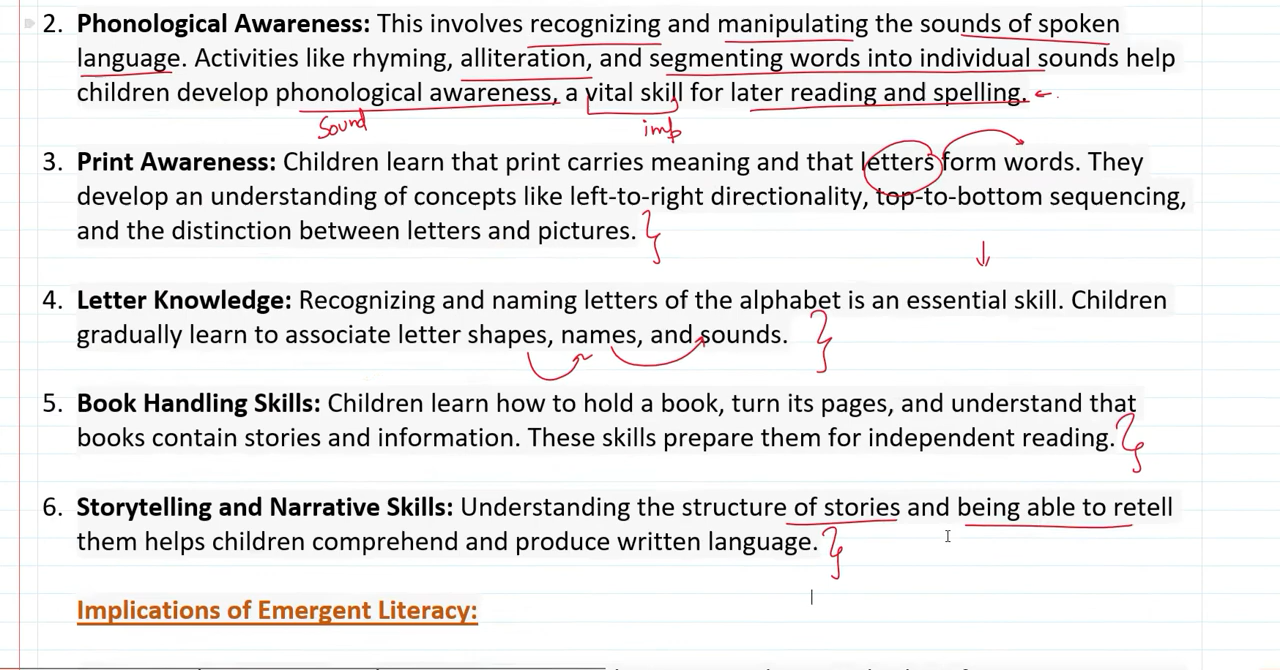 2. Phonological Awareness: This involves recognizing and manipulating the sounds of spoken
language. Activities like rhyming, alliteration, and segmenting words into individual sounds help
children develop phonological awareness, a vital skill for later reading and spelling.
Sound imp
3. Print Awareness: Children learn that print carries meaning and that letters form words. They
develop an understanding of concepts like left-to-right directionality, top-to-bottom sequencing,
and the distinction between letters and pictures.
4. Letter Knowledge: Recognizing and naming letters of the alphabet is an essential skill. Children
gradually learn to associate letter shapes, names, and sounds.
5. Book Handling Skills: Children learn how to hold a book, turn its pages, and understand that
books contain stories and information. These skills prepare them for independent reading.
6. Storytelling and Narrative Skills: Understanding the structure of stories and being able to retell
them helps children comprehend and produce written language.
Implications of Emergent Literacy: